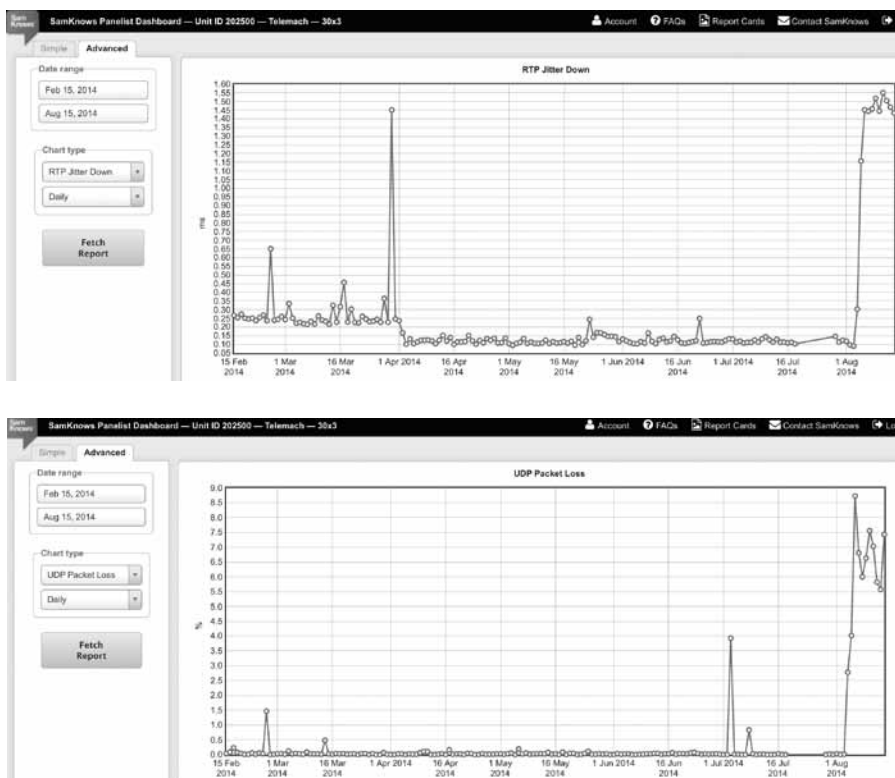 Sam
Knows
SamKnows Panelist Dashboard — Unit ID 202500 — Telemach — 30x3
Account FAQs Report Cards Contact SamKnows
Simple Advanced
Date range
Feb 15, 2014
Aug 15, 2014
Chart type
RTP Jitter Down
Daily
Fetch
Report
RTP Jitter Down
1.60
1.55
1.50
1.45
1.40
1.35
1.30
1.25
1.20
1.15
1.10
1.05
1.00
0.95
0.90
0.85
0.80
0.75
0.70
0.65
0.60
0.55
0.50
0.45
0.40
0.35
0.30
0.25
0.20
0.15
0.10
0.05
ms
15 Feb 1 Mar 16 Mar 1 Apr 2014 16 Apr 1 May 16 May 1 Jun 2014 16 Jun 1 Jul 2014 16 Jul 1 Aug
2014 2014 2014 2014 2014 2014 2014 2014 2014
Sam
Knows
SamKnows Panelist Dashboard — Unit ID 202500 — Telemach — 30x3
Account FAQs Report Cards Contact SamKnows Lo
Simple Advanced
Date range
Feb 15, 2014
Aug 15, 2014
Chart type
UDP Packet Loss
Daily
Fetch
Report
UDP Packet Loss
9.0
8.5
8.0
7.5
7.0
6.5
6.0
5.5
5.0
4.5
4.0
3.5
3.0
2.5
2.0
1.5
1.0
0.5
0.0
%
15 Feb 1 Mar 16 Mar 1 Apr 2014 16 Apr 1 May 16 May 1 Jun 2014 16 Jun 1 Jul 2014 16 Jul 1 Aug
2014 2014 2014 2014 2014 2014 2014 2014 2014